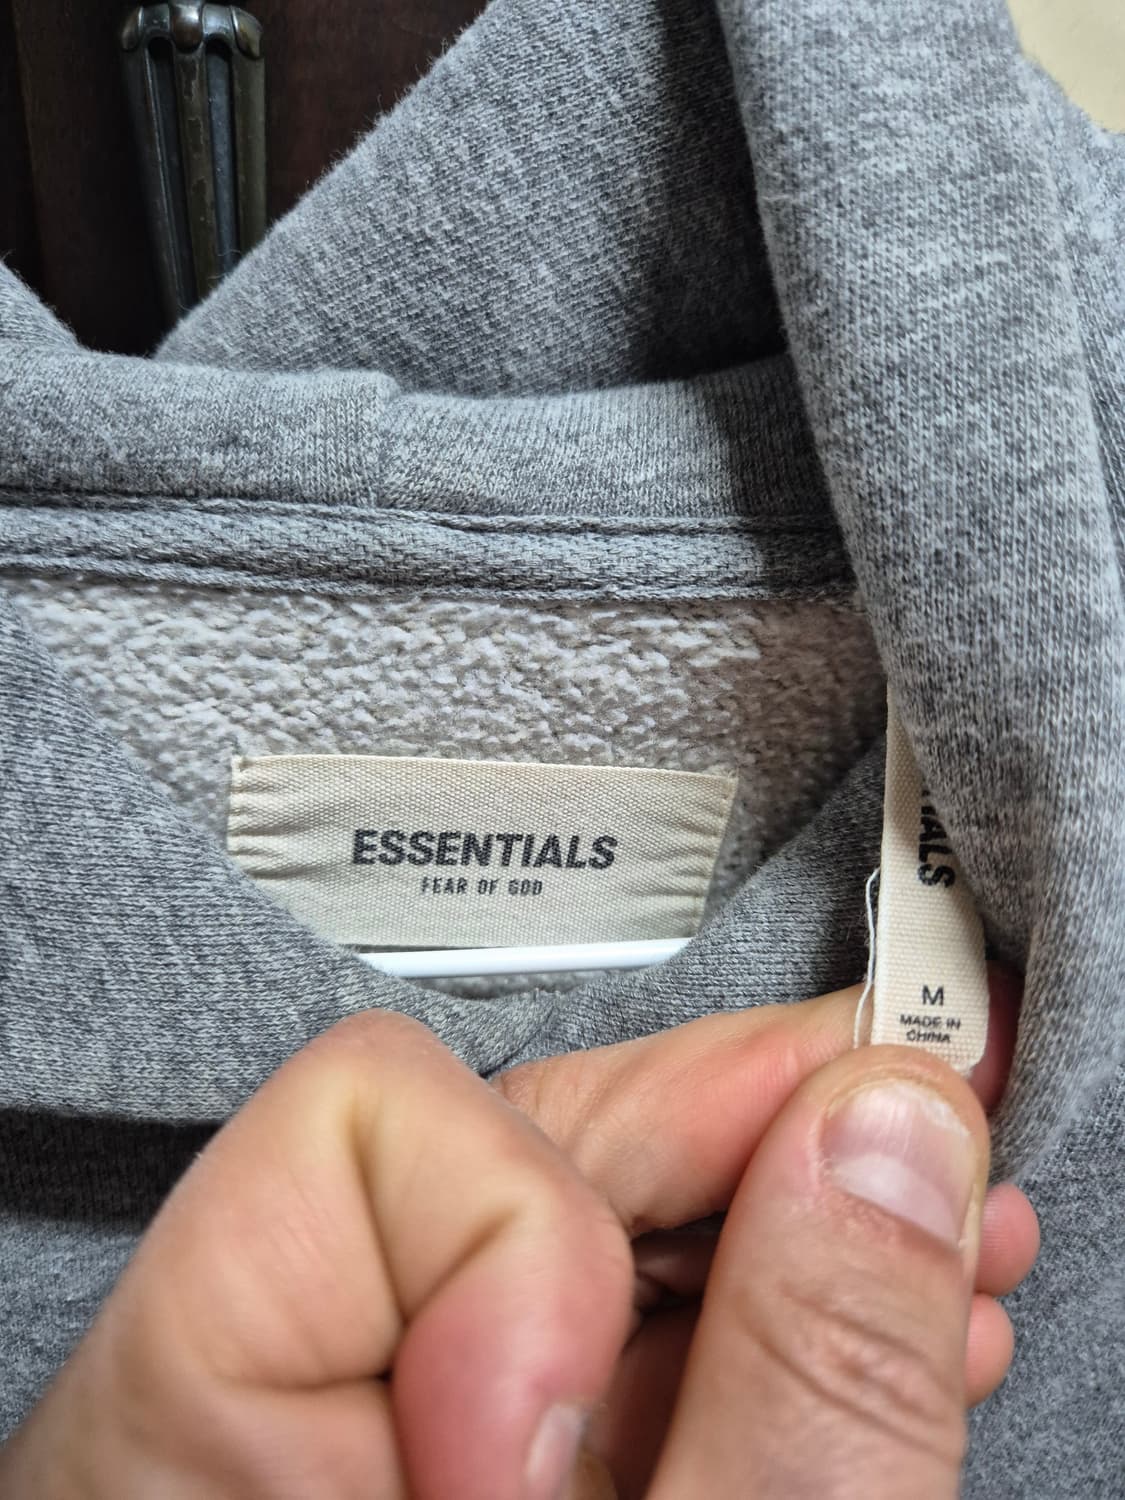 ESSENTIALS
FEAR OF GOD
M
MADE IN
CHINA